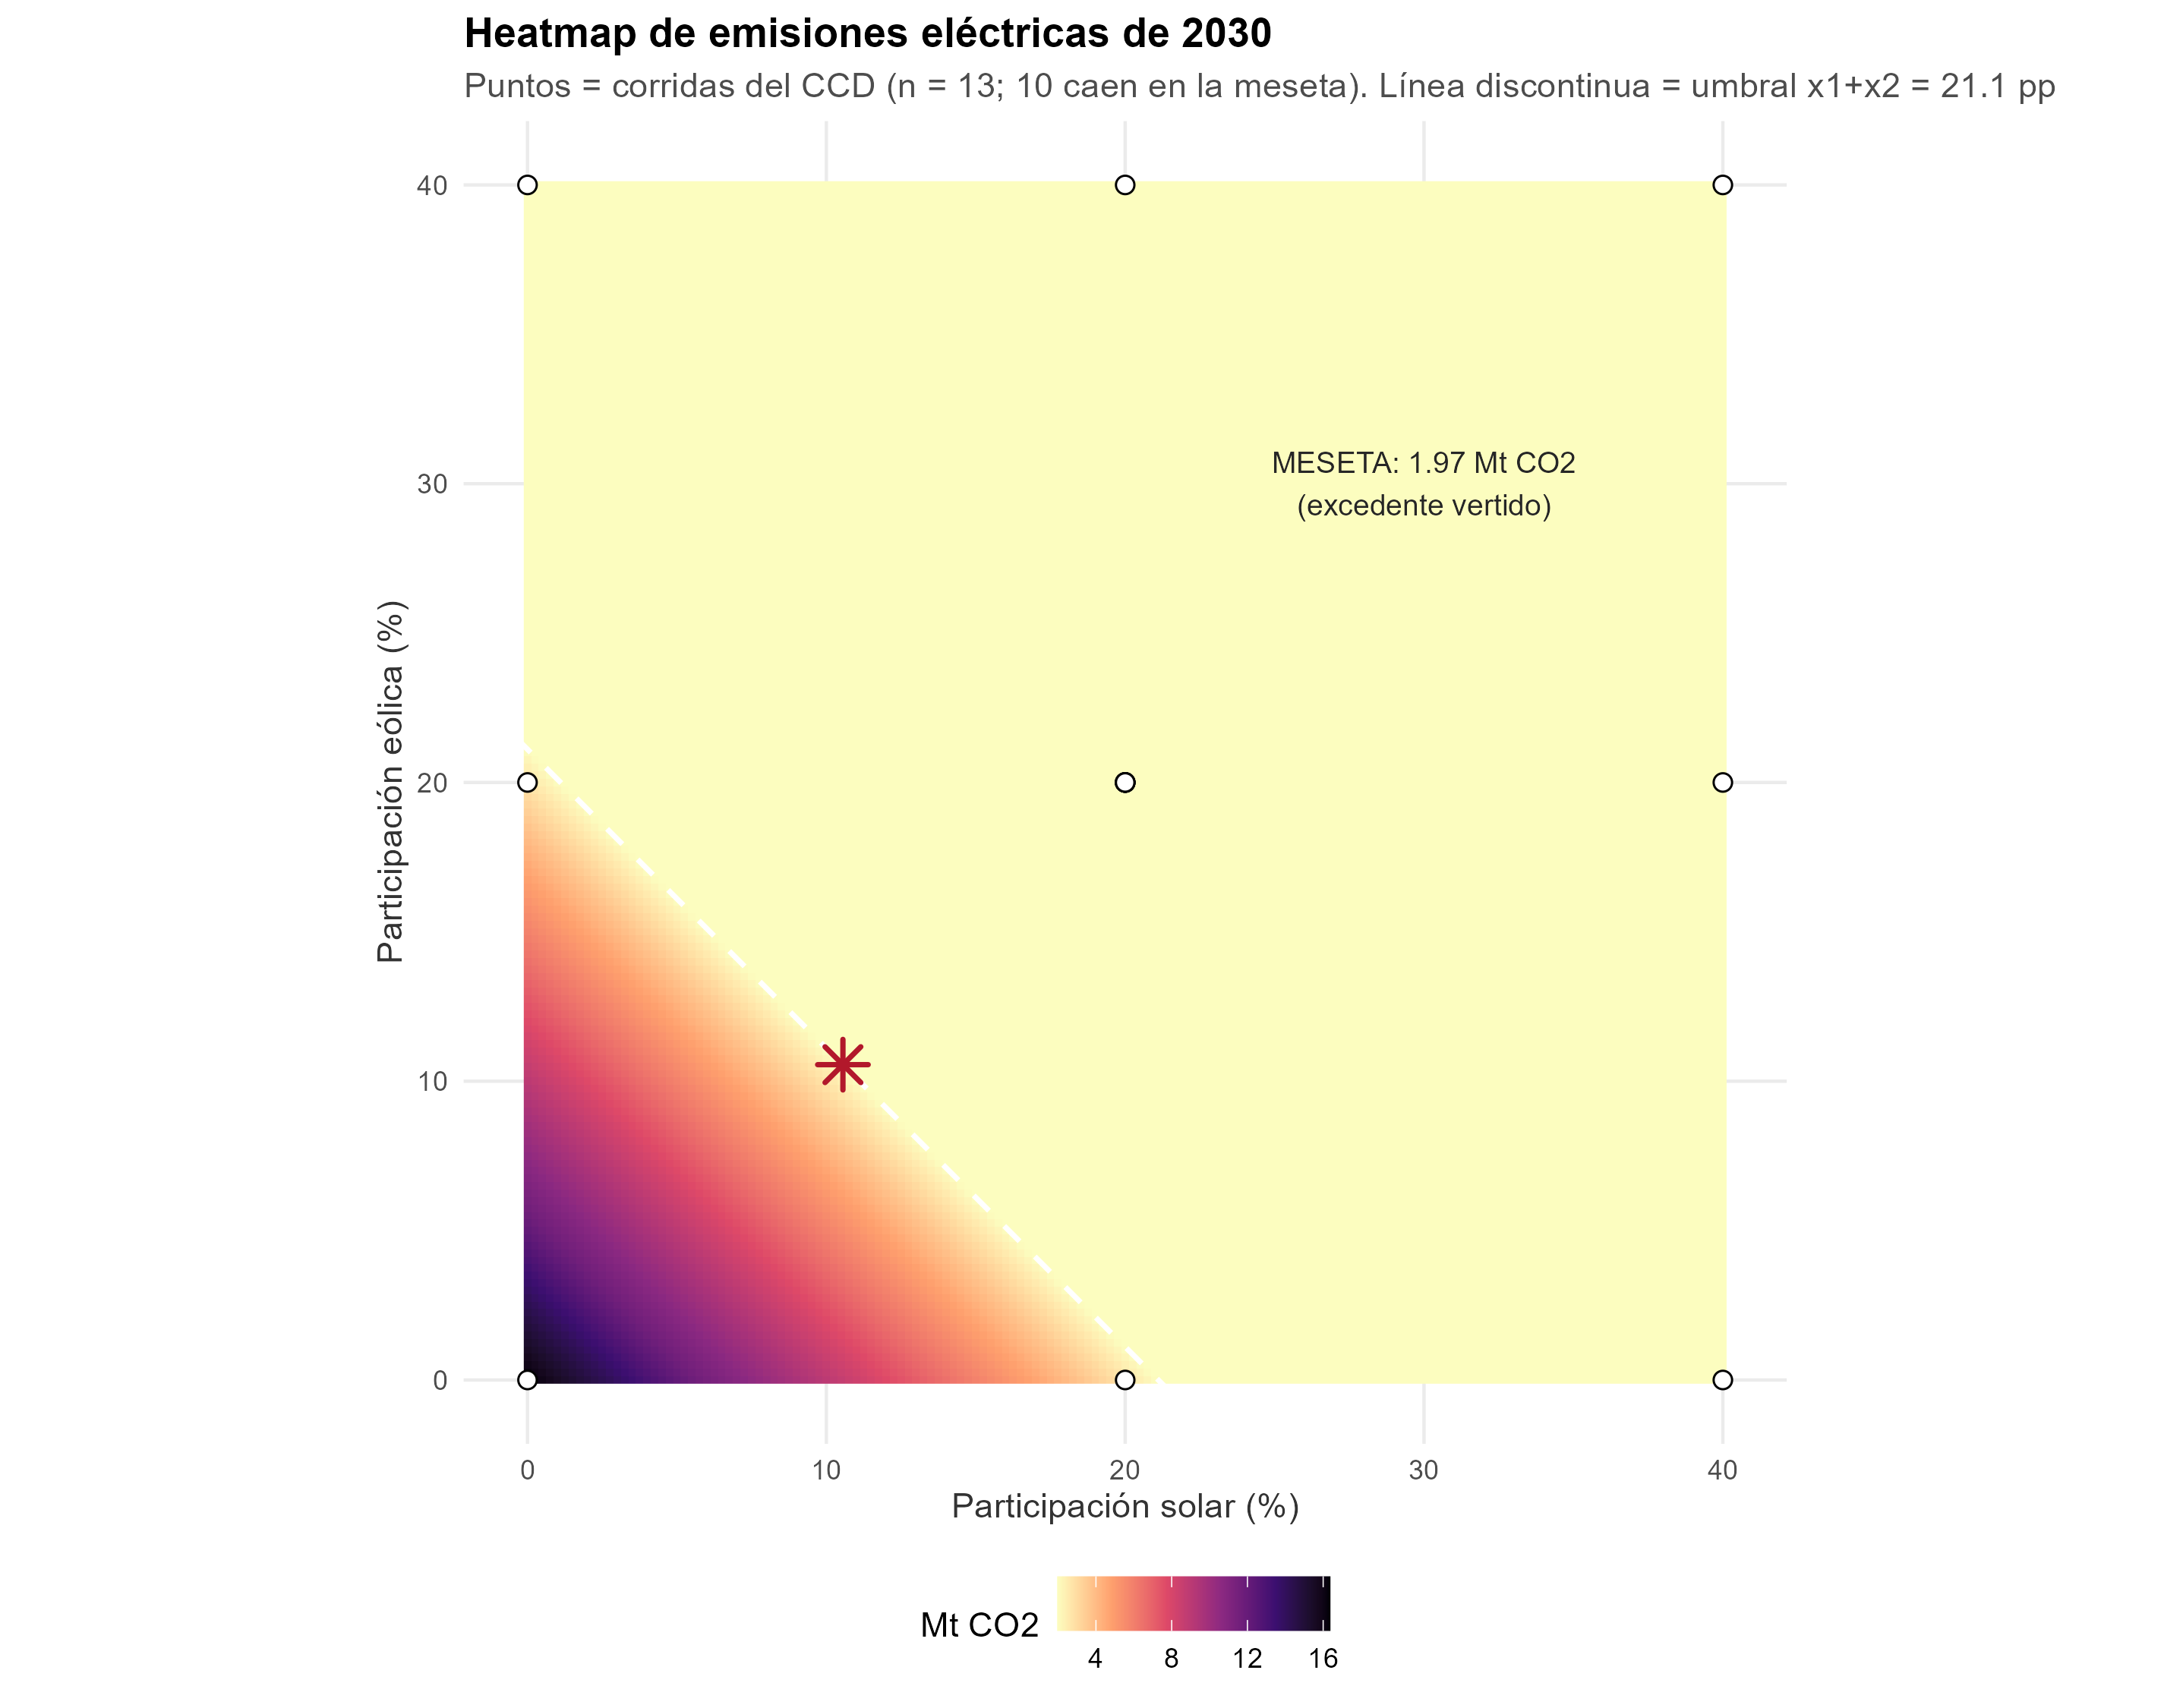 Heatmap de emisiones eléctricas de 2030
Puntos = corridas del CCD (n = 13; 10 caen en la meseta). Línea discontinua = umbral x1+x2 = 21.1 pp
40
30
20
10
0
Participación eólica (%)
MESETA: 1.97 Mt CO2
(excedente vertido)
0 10 20 30 40
Participación solar (%)
Mt CO2
4 8 12 16